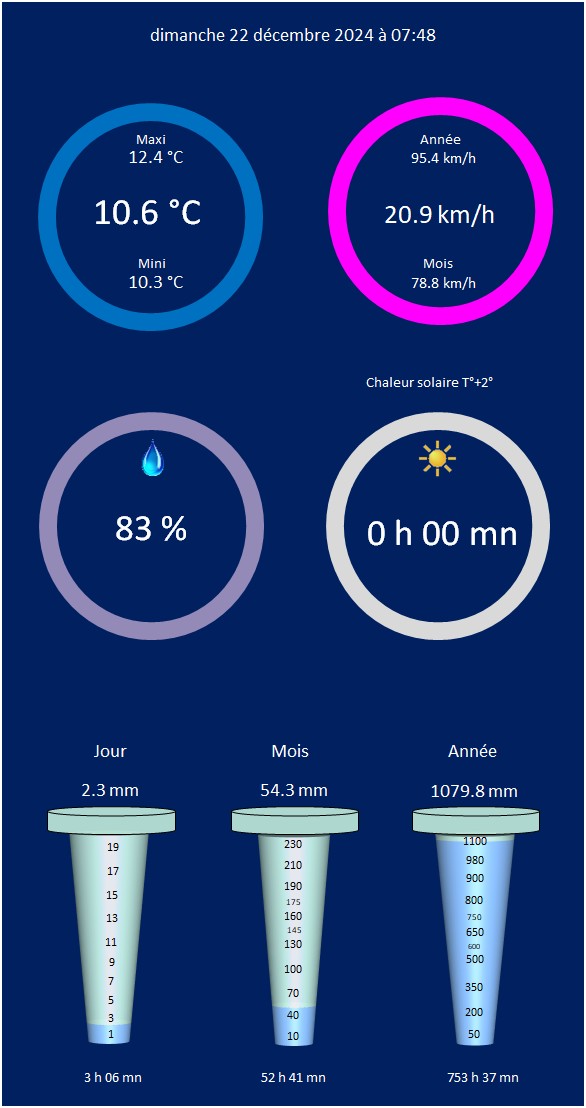 dimanche 22 décembre 2024 à 07:48
Maxi
12.4 °C
10.6 °C
Mini
10.3 °C
Année
95.4 km/h
20.9 km/h
Mois
78.8 km/h
Chaleur solaire T°+2°
83 %
0 h 00 mn
Jour
2.3 mm
19
17
15
13
11
9
7
5
3
1
3 h 06 mn
Mois
54.3 mm
230
210
190
175
160
145
130
100
70
40
10
52 h 41 mn
Année
1079.8 mm
1100
980
900
800
750
650
600
500
350
200
50
753 h 37 mn